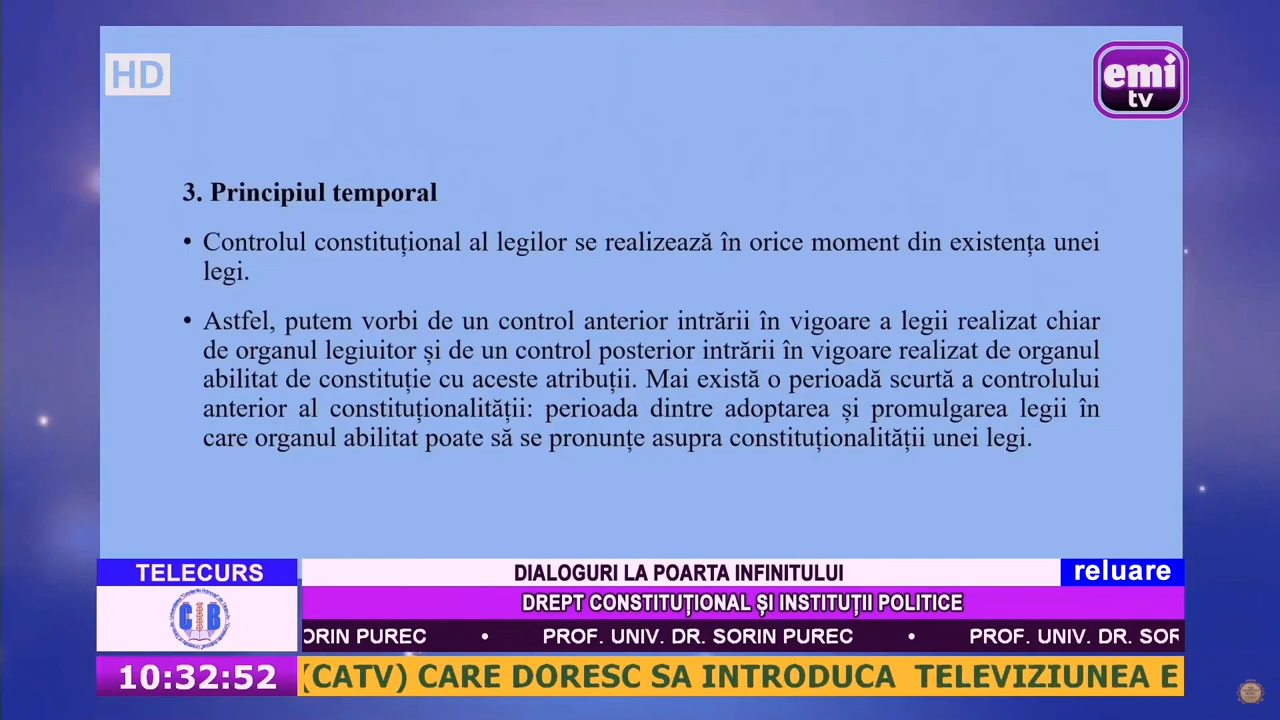 HD
emi
tv
3. Principiul temporal
• Controlul constituțional al legilor se realizează în orice moment din existența unei
legi.
• Astfel, putem vorbi de un control anterior intrării în vigoare a legii realizat chiar
de organul legiuitor și de un control posterior intrării în vigoare realizat de organul
abilitat de constituție cu aceste atribuții. Mai există o perioadă scurtă a controlului
anterior al constituționalității: perioada dintre adoptarea și promulgarea legii în
care organul abilitat poate să se pronunțe asupra constituționalității unei legi.
TELECURS
DIALOGURI LA POARTA INFINITULUI
reluare
DREPT CONSTITUȚIONAL ȘI INSTITUȚII POLITICE
CB
ORIN PUREC • PROF. UNIV. DR. SORIN PUREC • PROF. UNIV. DR. SOR
10:32:52
(CATV) CARE DORESC SA INTRODUCA TELEVIZIUNEA E